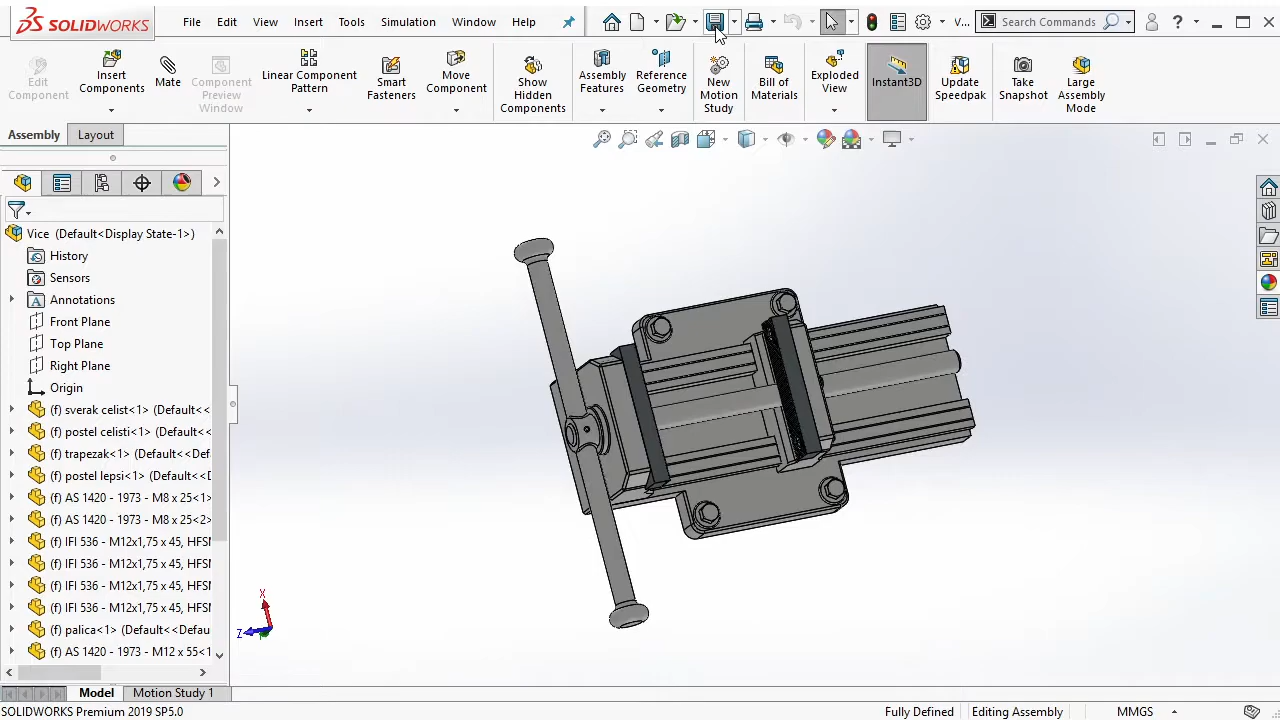 SOLIDWORKS File Edit View Insert Tools Simulation Window Help V... Search Commands ?
Edit Component
Insert Components
Mate
Component Preview Window
Linear Component Pattern
Smart Fasteners
Move Component
Show Hidden Components
Assembly Features
Reference Geometry
New Motion Study
Bill of Materials
Exploded View
Instant3D
Update Speedpak
Take Snapshot
Large Assembly Mode
Assembly Layout
Vice (Default<Display State-1>)
History
Sensors
Annotations
Front Plane
Top Plane
Right Plane
Origin
(f) sverak celist<1> (Default<<
(f) postel celisti<1> (Default<
(f) trapezak<1> (Default<<Def
(f) postel lepsi<1> (Default<<
(f) AS 1420 - 1973 - M8 x 25<1>
(f) AS 1420 - 1973 - M8 x 25<2>
(f) IFI 536 - M12x1,75 x 45, HFSM
(f) IFI 536 - M12x1,75 x 45, HFSM
(f) IFI 536 - M12x1,75 x 45, HFSM
(f) IFI 536 - M12x1,75 x 45, HFSM
(f) palica<1> (Default<<Defau
(f) AS 1420 - 1973 - M12 x 55<1
X
Z
Model Motion Study 1
SOLIDWORKS Premium 2019 SP5.0 Fully Defined Editing Assembly MMGS